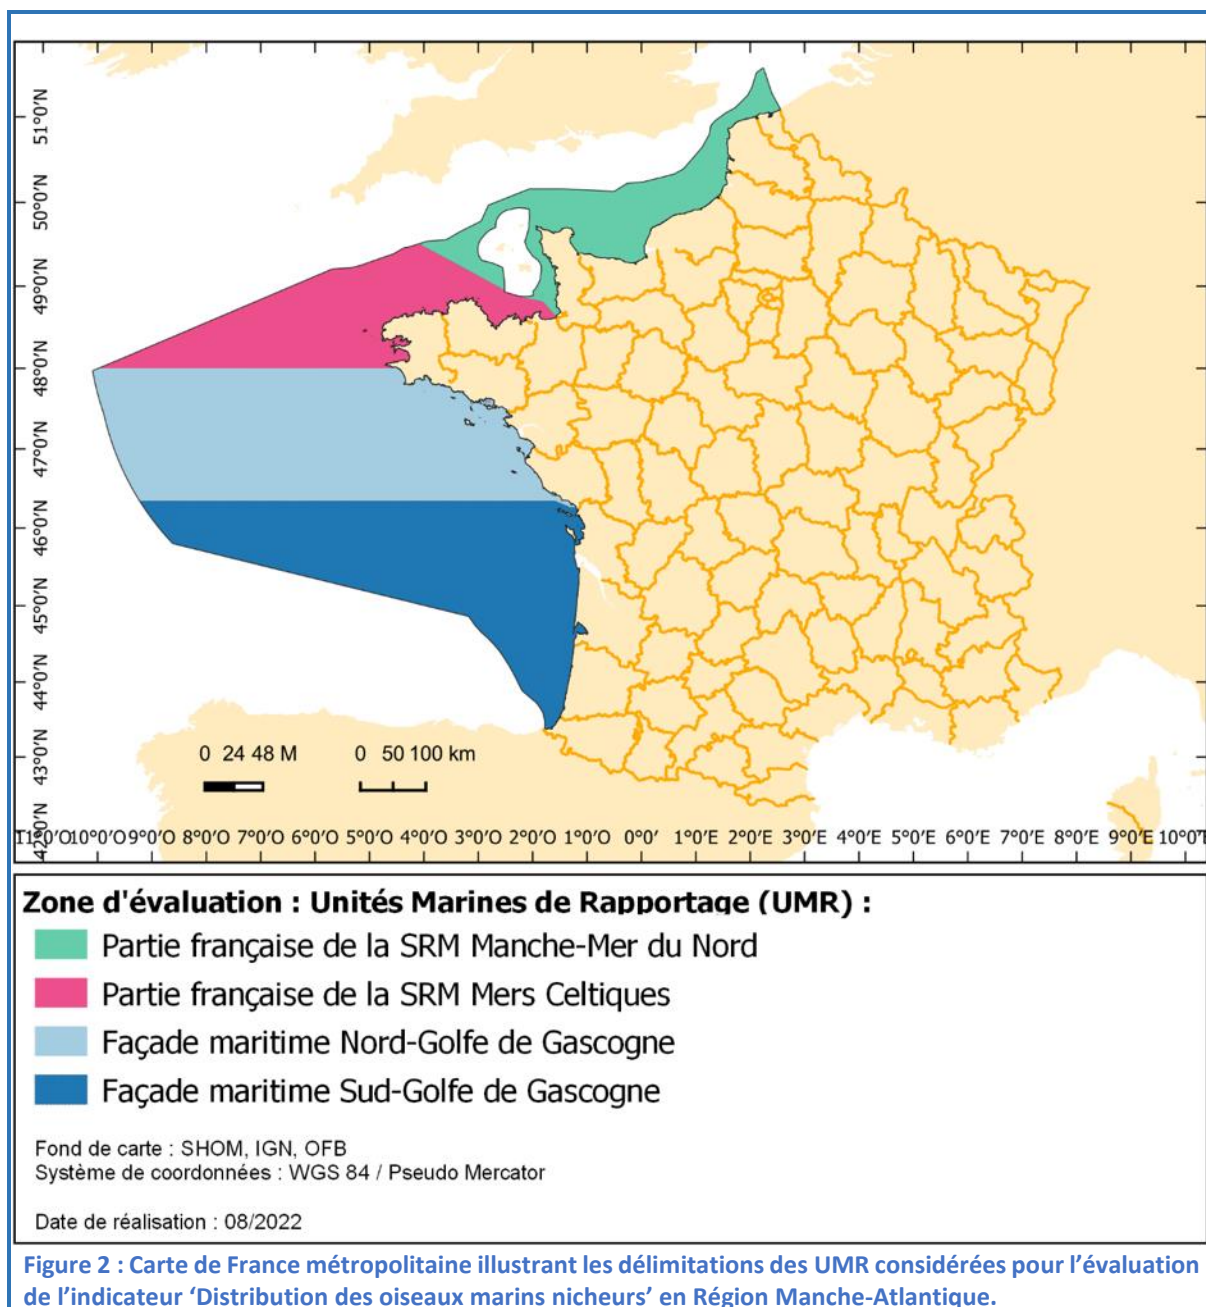 51°0'N
50°0'N
49°0'N
48°0'N
47°0'N
46°0'N
45°0'N
44°0'N
43°0'N
42°0'N
0 24 48 M
0 50 100 km
11°0'O 10°0'O 9°0'O 8°0'O 7°0'O 6°0'O 5°0'O 4°0'O 3°0'O 2°0'O 1°0'O 0°0' 1°0'E 2°0'E 3°0'E 4°0'E 5°0'E 6°0'E 7°0'E 8°0'E 9°0'E 10°0'
Zone d'évaluation : Unités Marines de Rapportage (UMR) :
Partie française de la SRM Manche-Mer du Nord
Partie française de la SRM Mers Celtiques
Façade maritime Nord-Golfe de Gascogne
Façade maritime Sud-Golfe de Gascogne
Fond de carte : SHOM, IGN, OFB
Système de coordonnées : WGS 84 / Pseudo Mercator
Date de réalisation : 08/2022
Figure 2 : Carte de France métropolitaine illustrant les délimitations des UMR considérées pour l’évaluation
de l’indicateur ‘Distribution des oiseaux marins nicheurs’ en Région Manche-Atlantique.